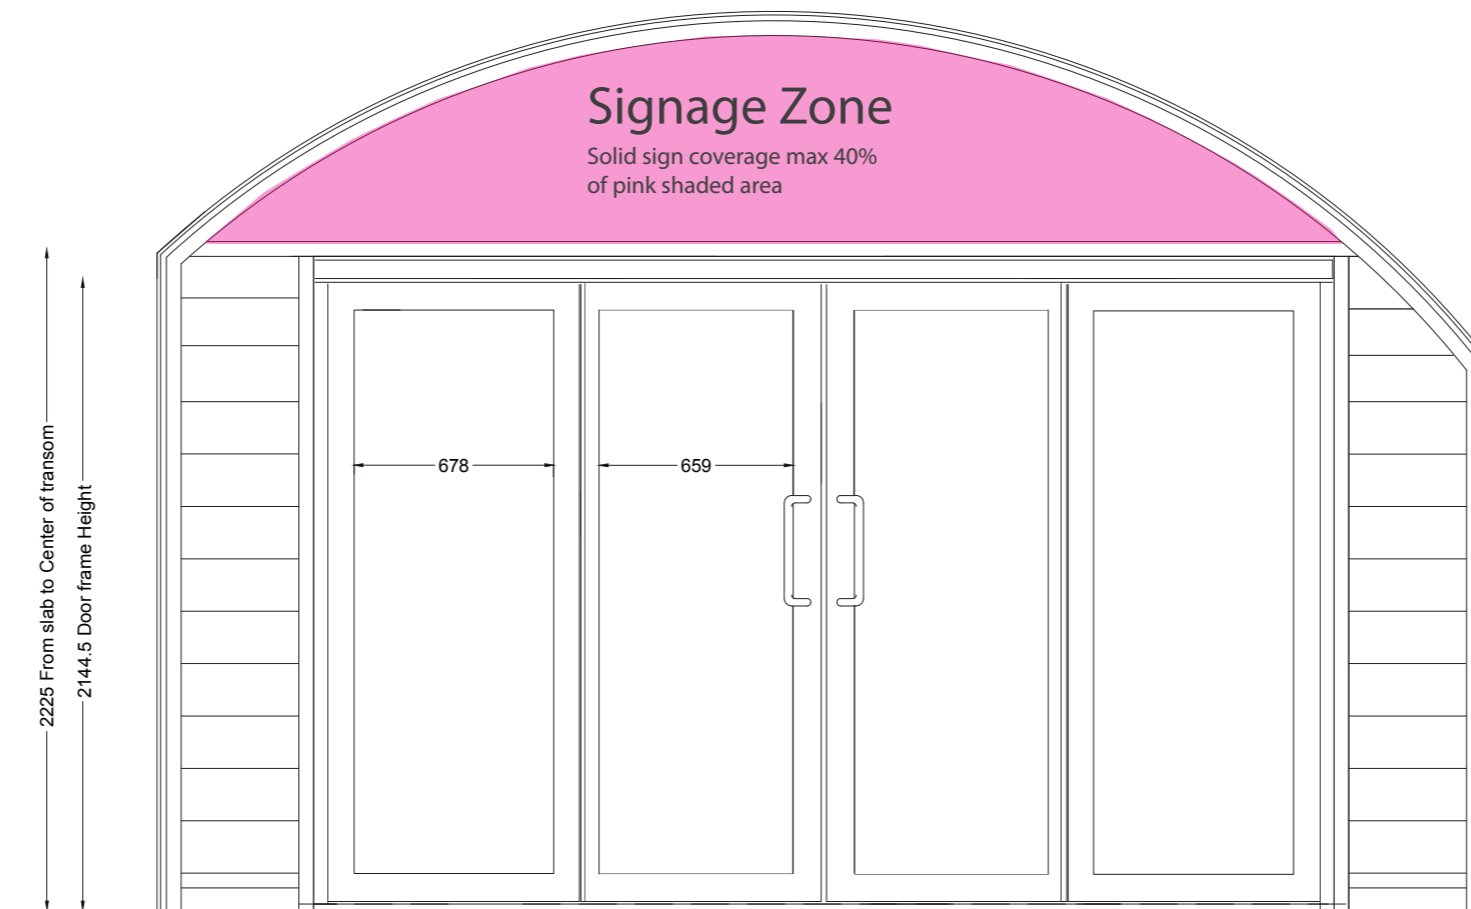 Signage Zone
Solid sign coverage max 40%
of pink shaded area
2225 From slab to Center of transom
2144.5 Door frame Height
678
659